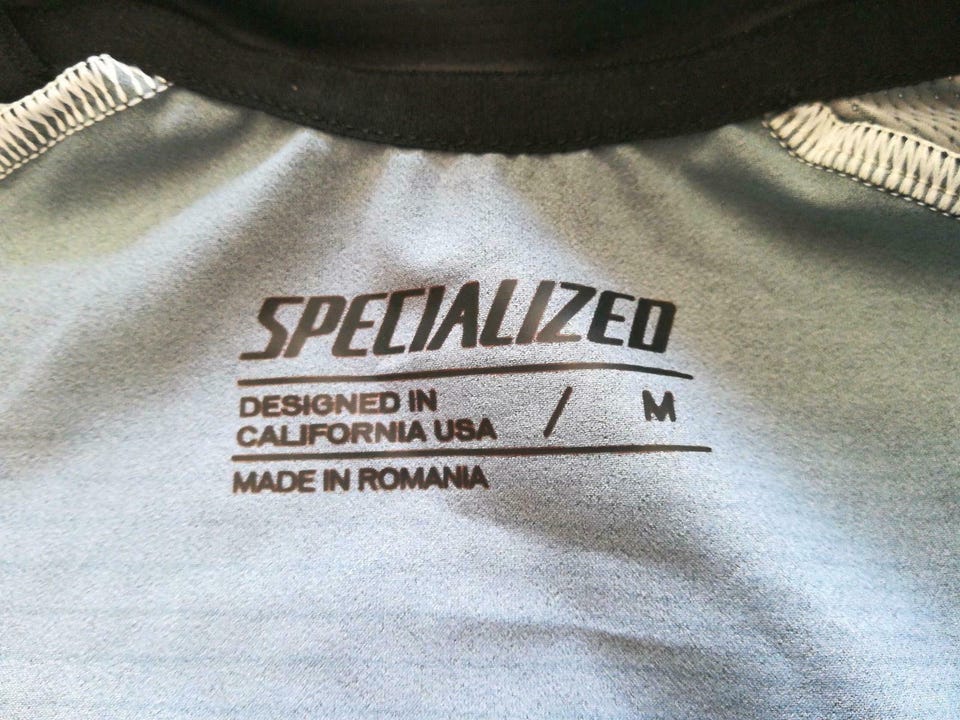 SPECIALIZED
DESIGNED IN
CALIFORNIA USA / M
MADE IN ROMANIA